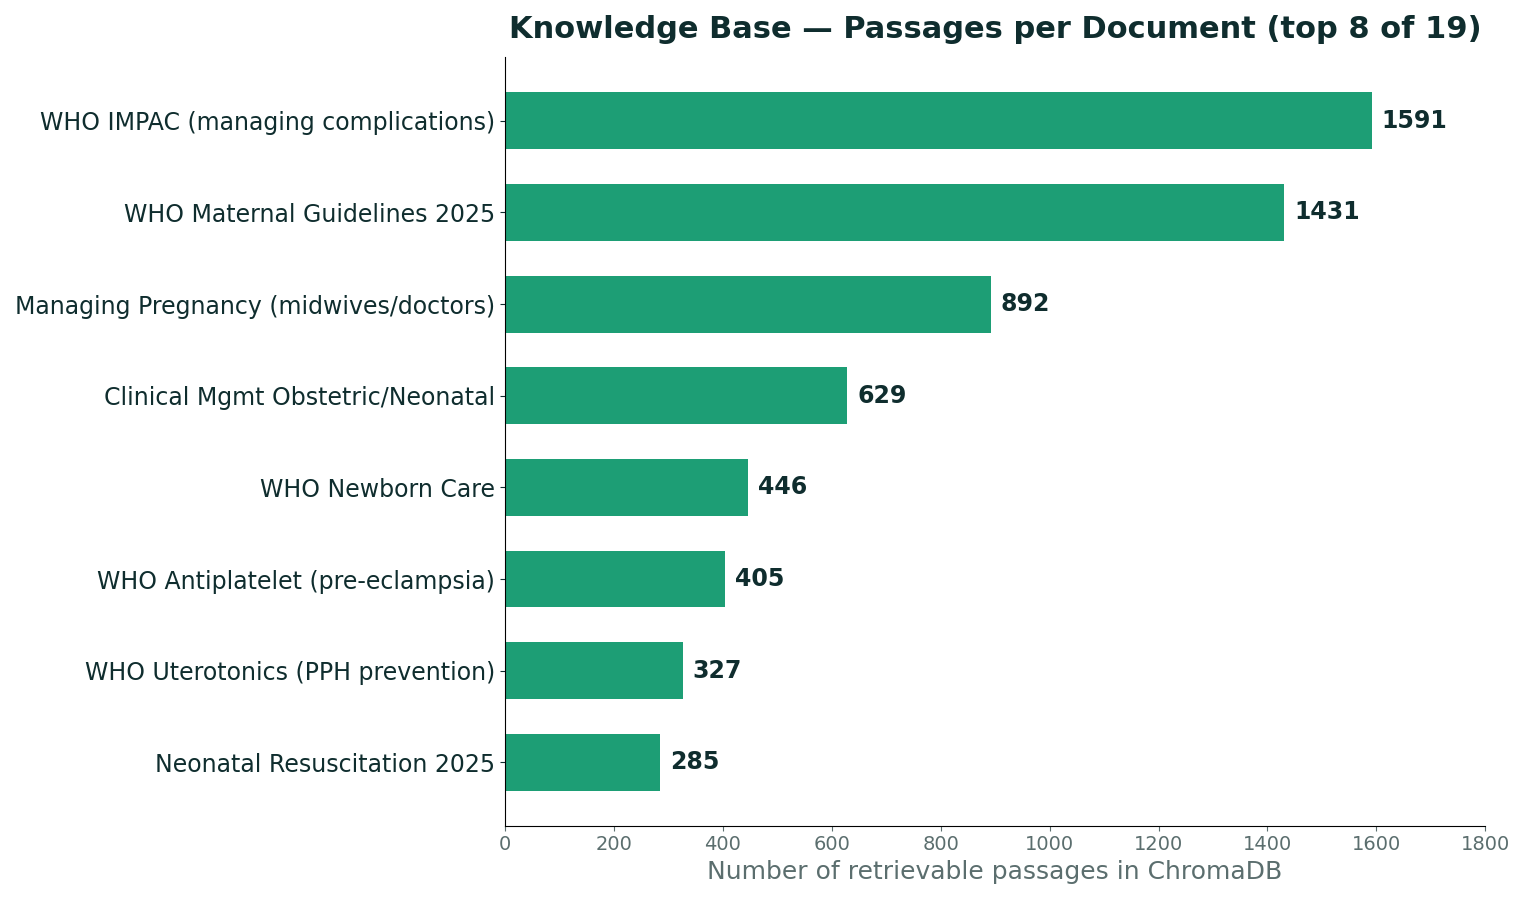 Knowledge Base — Passages per Document (top 8 of 19)
WHO IMPAC (managing complications) 1591
WHO Maternal Guidelines 2025 1431
Managing Pregnancy (midwives/doctors) 892
Clinical Mgmt Obstetric/Neonatal 629
WHO Newborn Care 446
WHO Antiplatelet (pre-eclampsia) 405
WHO Uterotonics (PPH prevention) 327
Neonatal Resuscitation 2025 285
0 200 400 600 800 1000 1200 1400 1600 1800
Number of retrievable passages in ChromaDB